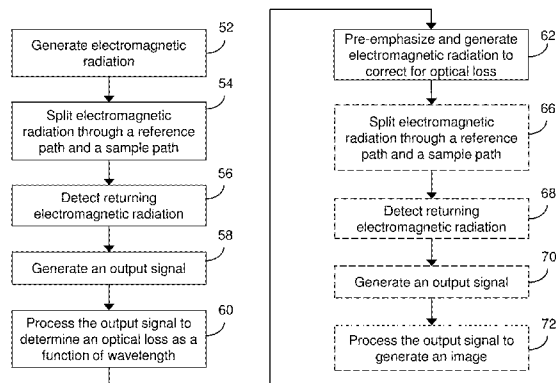 Generate electromagnetic
radiation
52
Split electromagnetic
radiation through a reference
path and a sample path
54
Detect returning
electromagnetic radiation
56
Generate an output signal
58
Process the output signal to
determine an optical loss as a
function of wavelength
60
Pre-emphasize and generate
electromagnetic radiation to
correct for optical loss
62
Split electromagnetic
radiation through a reference
path and a sample path
66
Detect returning
electromagnetic radiation
68
Generate an output signal
70
Process the output signal
to generate an image
72